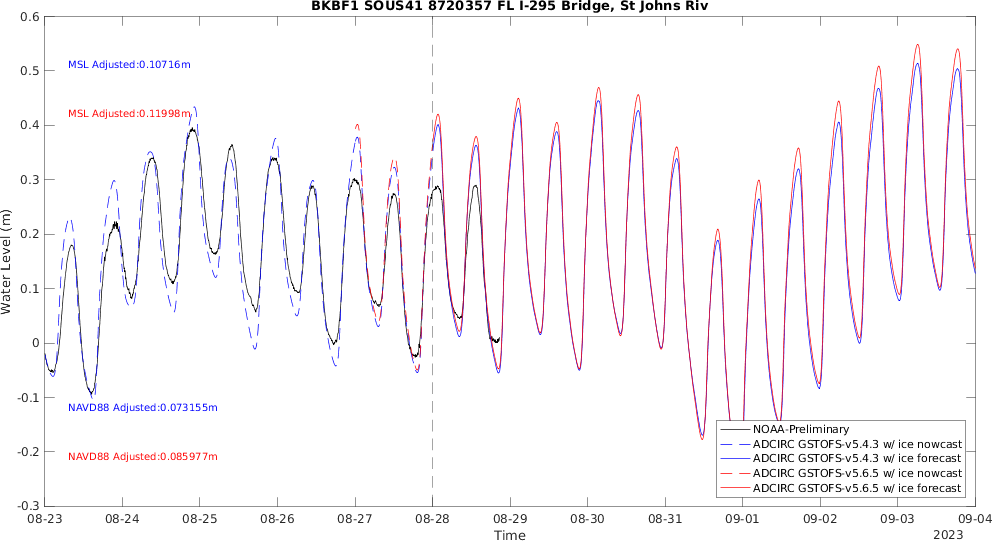 BKBF1 SOUS41 8720357 FL I-295 Bridge, St Johns Riv
0.6
0.5
0.4
0.3
0.2
0.1
0
-0.1
-0.2
-0.3
Water Level (m)
MSL Adjusted:0.10716m
MSL Adjusted:0.11998m
NAVD88 Adjusted:0.073155m
NAVD88 Adjusted:0.085977m
NOAA-Preliminary
ADCIRC GSTOFS-v5.4.3 w/ ice nowcast
ADCIRC GSTOFS-v5.4.3 w/ ice forecast
ADCIRC GSTOFS-v5.6.5 w/ ice nowcast
ADCIRC GSTOFS-v5.6.5 w/ ice forecast
08-23 08-24 08-25 08-26 08-27 08-28 08-29 08-30 08-31 09-01 09-02 09-03 09-04
Time
2023